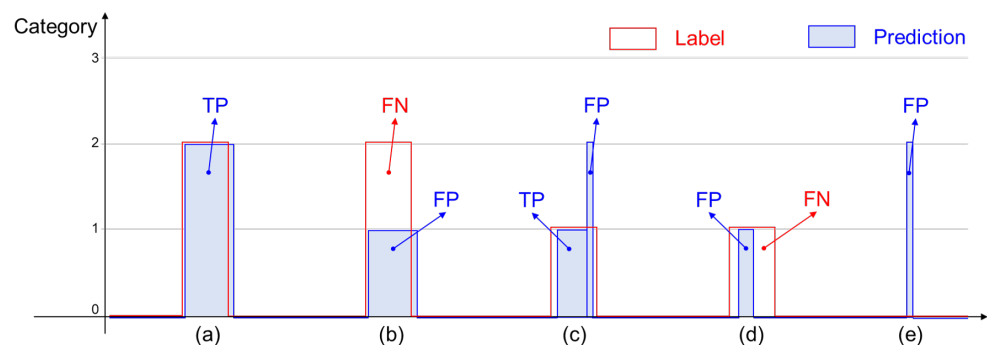 Category
Label
Prediction
3
TP
FN
FP
FP
2
FP
TP
FP
FN
1
0
(a)
(b)
(c)
(d)
(e)